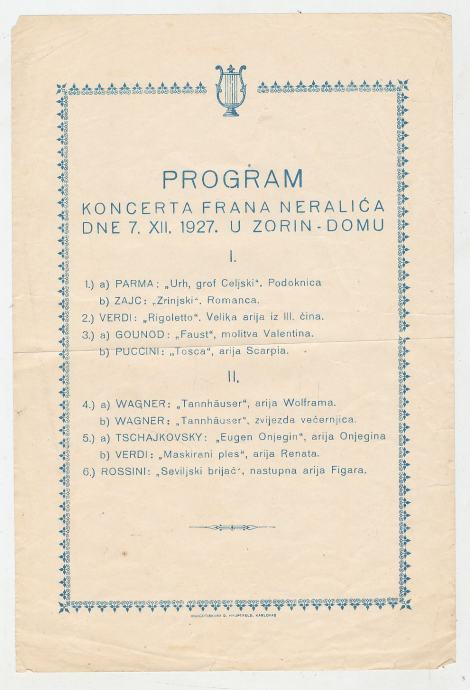 PROGRAM
KONCERTA FRANA NERALIĆA
DNE 7. XII. 1927. U ZORIN-DOMU
I.
1.) a) PARMA: „Urh, grof Celjski“. Podoknica
b) ZAJC: „Zrinjski“. Romanca.
2.) VERDI: „Rigoletto“. Velika arija iz III. čina.
3.) a) GOUNOD: „Faust“, molitva Valentina.
b) PUCCINI: „Tosca“, arija Scarpia.
II.
4.) a) WAGNER: „Tannhäuser“, arija Wolframa.
b) WAGNER: „Tannhäuser“, zvijezda večernjica.
5.) a) TSCHAJKOVSKY: „Eugen Onjegin“, arija Onjegina
b) VERDI: „Maskirani ples“, arija Renata.
6.) ROSSINI: „Seviljski brijač“, nastupna arija Figara.
HAUPTFELD, KARLOVAC